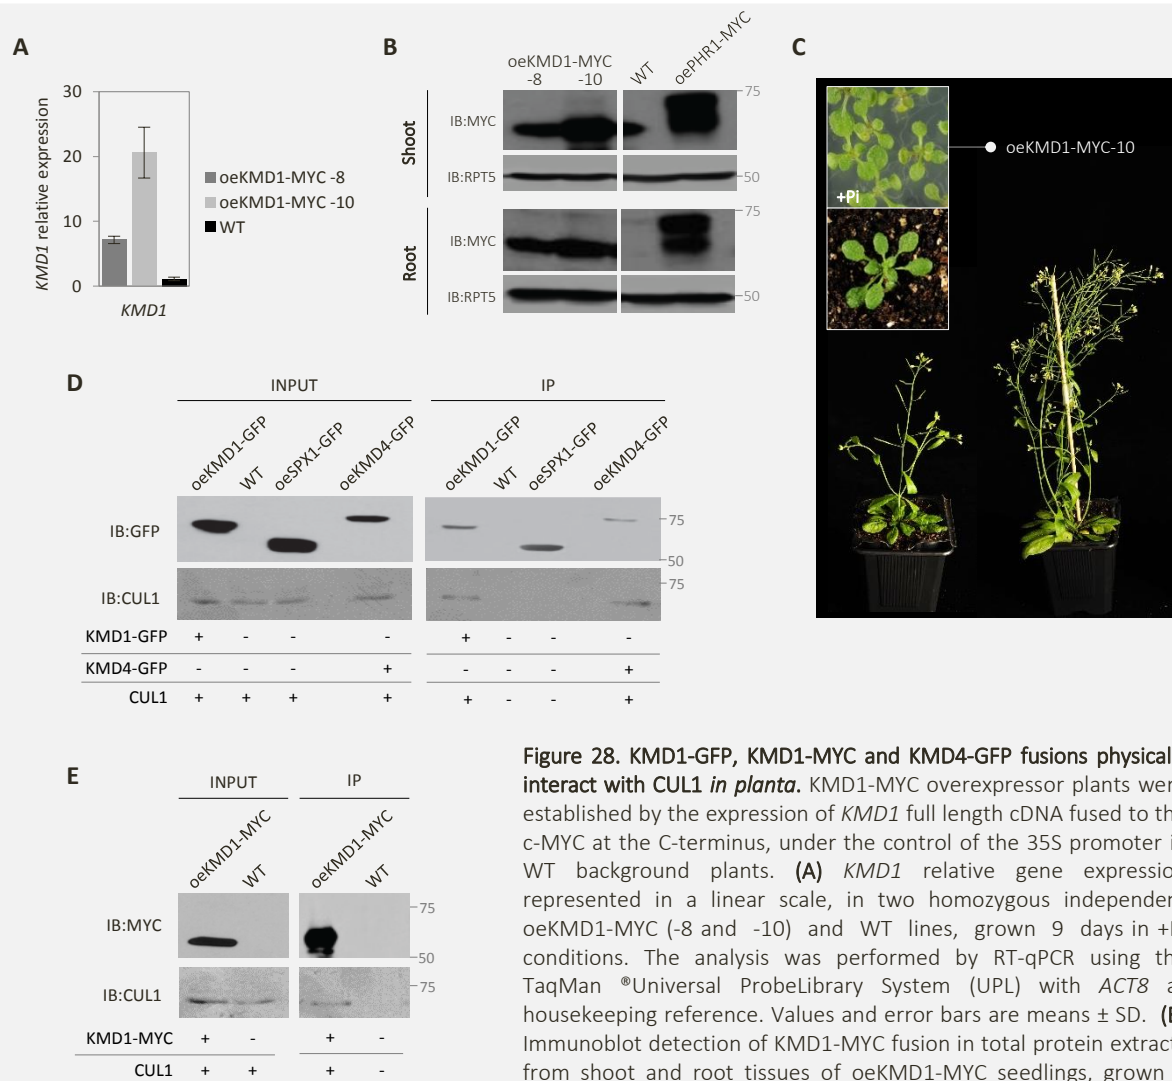 A
B
C
30
20
10
0
KMD1 relative expression
KMD1
oeKMD1-MYC -8
oeKMD1-MYC -10
WT
oeKMD1-MYC
-8 -10 WT oePHR1-MYC
Shoot
IB:MYC
75
IB:RPT5
50
Root
IB:MYC
75
IB:RPT5
50
+Pi
oeKMD1-MYC-10
D
INPUT IP
oeKMD1-GFP WT oeSPX1-GFP oeKMD4-GFP oeKMD1-GFP WT oeSPX1-GFP oeKMD4-GFP
IB:GFP
75
50
IB:CUL1
75
KMD1-GFP + - - - + - - -
KMD4-GFP - - - + - - - +
CUL1 + + + + + - - +
E
INPUT IP
oeKMD1-MYC WT oeKMD1-MYC WT
IB:MYC
75
50
IB:CUL1
75
KMD1-MYC + - + -
CUL1 + + + -
Figure 28. KMD1-GFP, KMD1-MYC and KMD4-GFP fusions physical
interact with CUL1 in planta. KMD1-MYC overexpressor plants wer
established by the expression of KMD1 full length cDNA fused to th
c-MYC at the C-terminus, under the control of the 35S promoter i
WT background plants. (A) KMD1 relative gene expressio
represented in a linear scale, in two homozygous independen
oeKMD1-MYC (-8 and -10) and WT lines, grown 9 days in +
conditions. The analysis was performed by RT-qPCR using th
TaqMan ®Universal ProbeLibrary System (UPL) with ACT8 a
housekeeping reference. Values and error bars are means ± SD. (B
Immunoblot detection of KMD1-MYC fusion in total protein extract
from shoot and root tissues of oeKMD1-MYC seedlings, grown